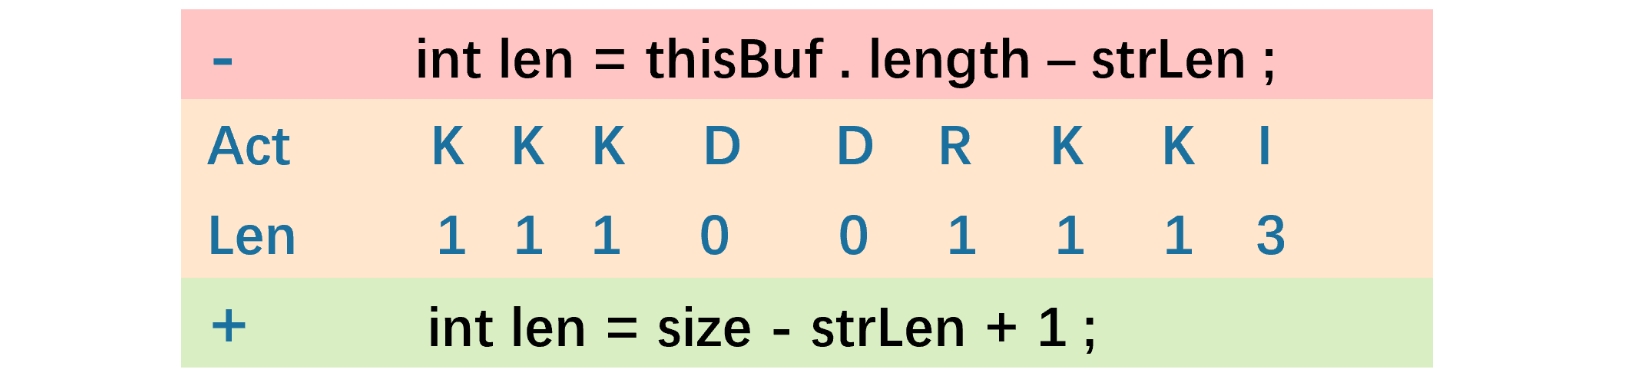 - int len = thisBuf . length – strLen ;
Act K K K D D R K K I
Len 1 1 1 0 0 1 1 1 3
+ int len = size - strLen + 1 ;